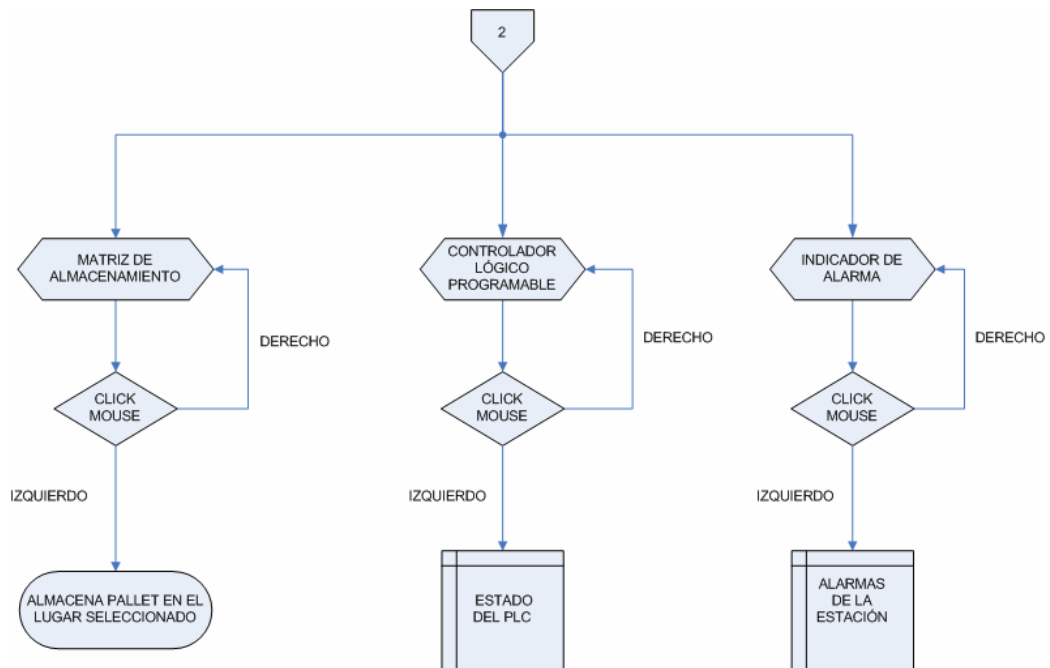 2
MATRIZ DE
ALMACENAMIENTO
CONTROLADOR
LÓGICO
PROGRAMABLE
INDICADOR DE
ALARMA
DERECHO
DERECHO
DERECHO
CLICK
MOUSE
CLICK
MOUSE
CLICK
MOUSE
IZQUIERDO
IZQUIERDO
IZQUIERDO
ALMACENA PALLET EN EL
LUGAR SELECCIONADO
ESTADO
DEL PLC
ALARMAS
DE LA
ESTACIÓN